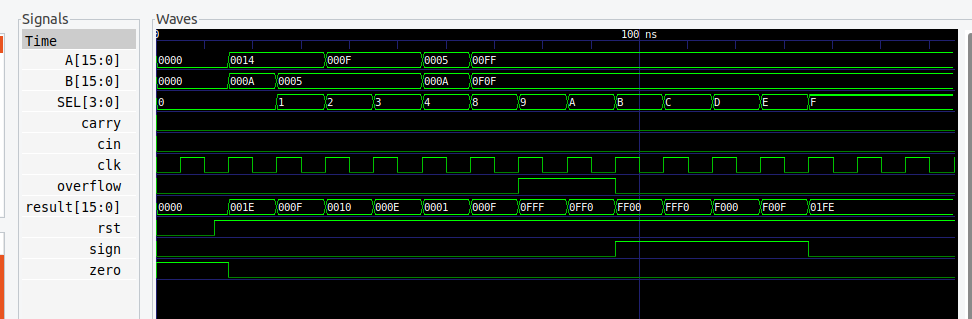 Signals Waves
Time 0 100 ns
A[15:0] 0000 0014 000F 0005 00FF
B[15:0] 0000 000A 0005 000A 0F0F
SEL[3:0] 0 1 2 3 4 8 9 A B C D E F
carry
cin
clk
overflow
result[15:0] 0000 001E 000F 0010 000E 0001 000F 0FFF 0FF0 FF00 FFF0 F000 F00F 01FE
rst
sign
zero